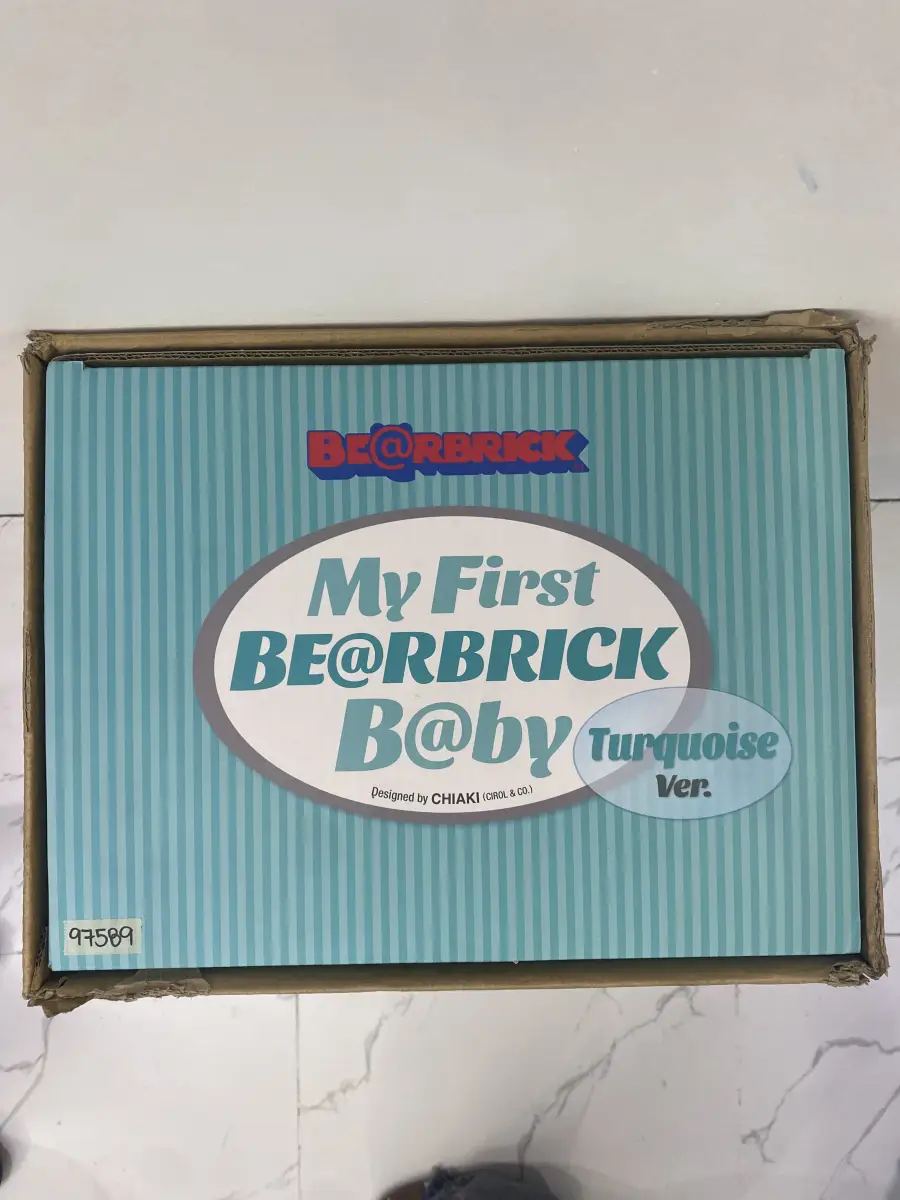 BE@RBRICK
My First
BE@RBRICK
B@by
Turquoise
Ver.
Designed by CHIAKI (CIROL & CO.)
97589